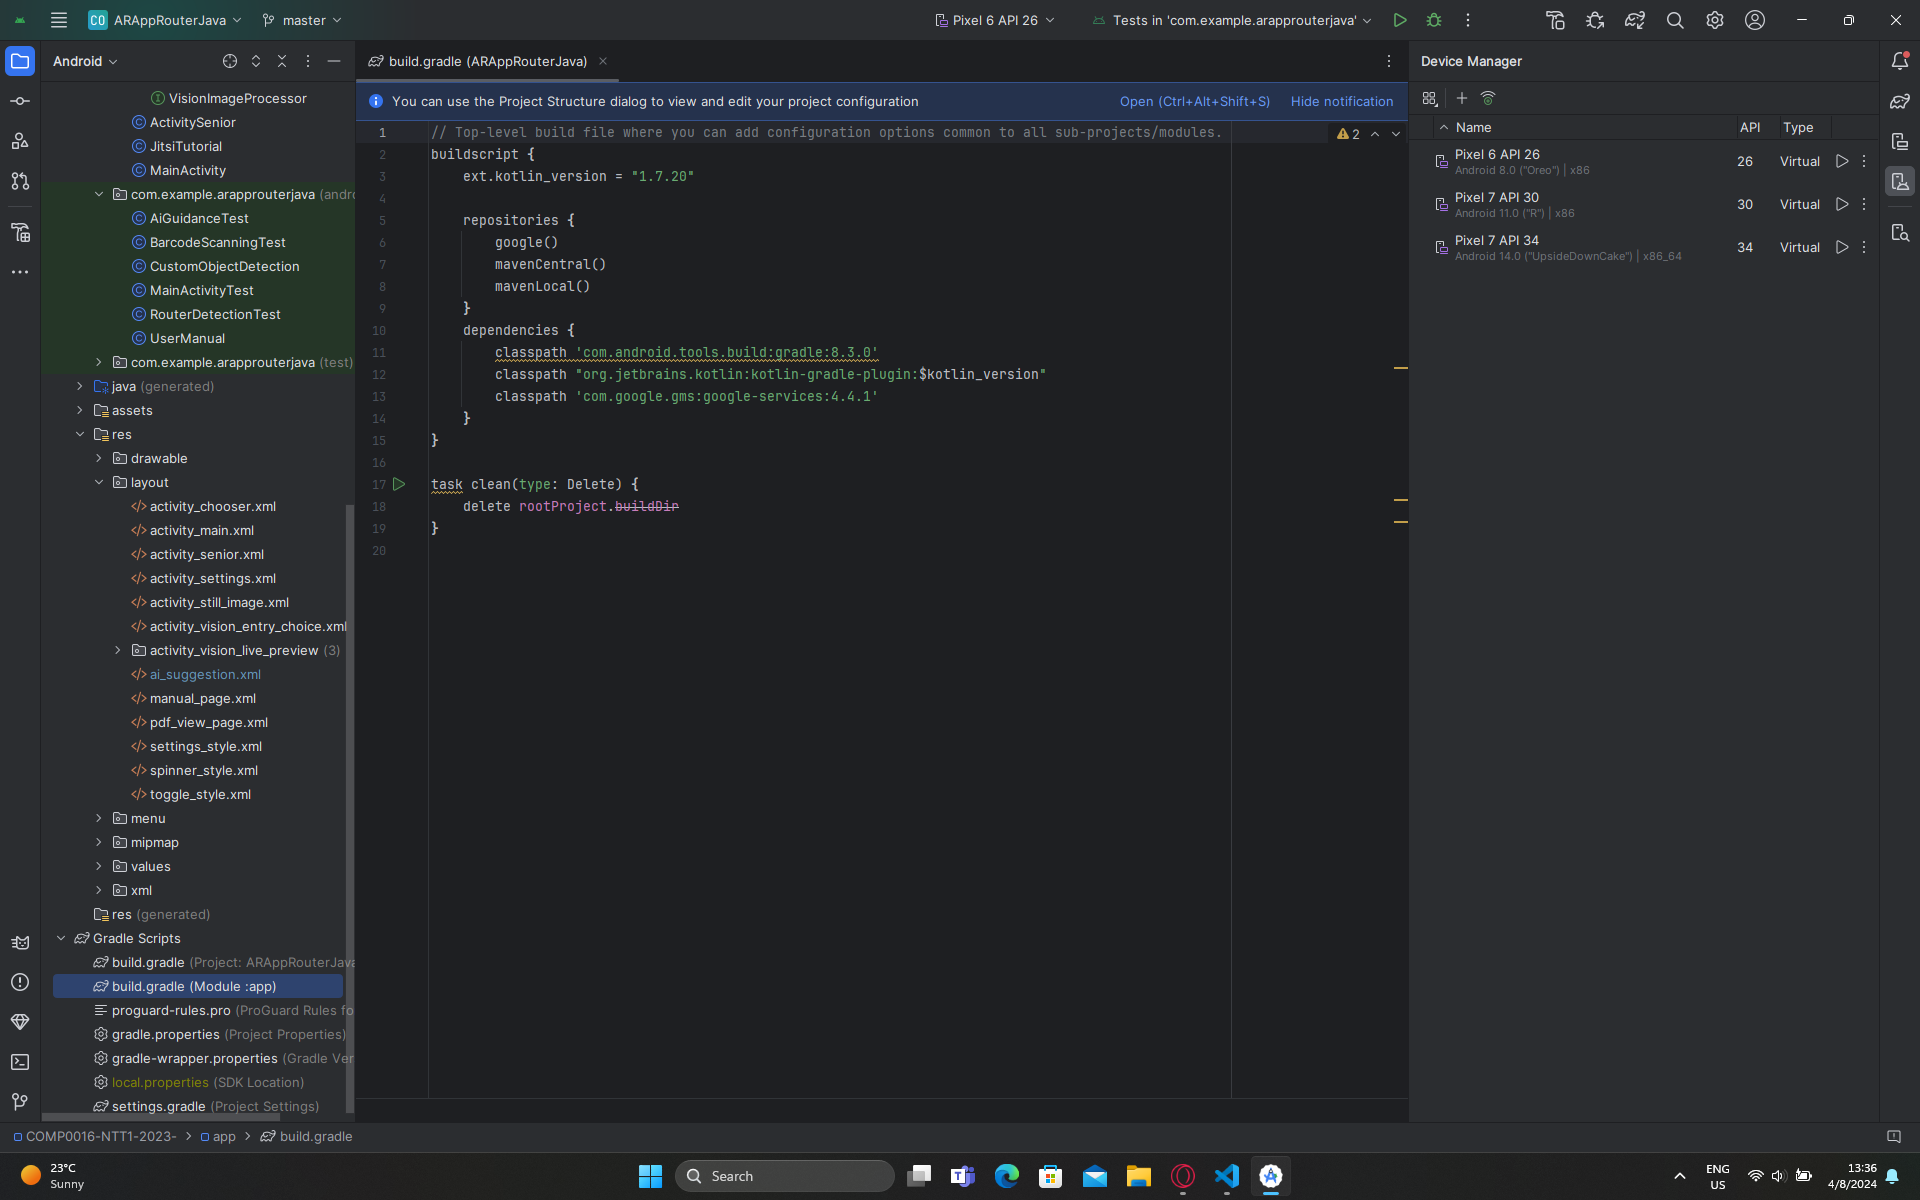 CO ARAppRouterJava master Pixel 6 API 26 Tests in 'com.example.arapprouterjava'
Android
VisionImageProcessor
ActivitySenior
JitsiTutorial
MainActivity
com.example.arapprouterjava (andro
AiGuidanceTest
BarcodeScanningTest
CustomObjectDetection
MainActivityTest
RouterDetectionTest
UserManual
com.example.arapprouterjava (test)
java (generated)
assets
res
drawable
layout
activity_chooser.xml
activity_main.xml
activity_senior.xml
activity_settings.xml
activity_still_image.xml
activity_vision_entry_choice.xml
activity_vision_live_preview (3)
ai_suggestion.xml
manual_page.xml
pdf_view_page.xml
settings_style.xml
spinner_style.xml
toggle_style.xml
menu
mipmap
values
xml
res (generated)
Gradle Scripts
build.gradle (Project: ARAppRouterJava
build.gradle (Module :app)
proguard-rules.pro (ProGuard Rules fo
gradle.properties (Project Properties)
gradle-wrapper.properties (Gradle Ver
local.properties (SDK Location)
settings.gradle (Project Settings)
build.gradle (ARAppRouterJava)
You can use the Project Structure dialog to view and edit your project configuration Open (Ctrl+Alt+Shift+S) Hide notification
2
1 // Top-level build file where you can add configuration options common to all sub-projects/modules.
2 buildscript {
3 ext.kotlin_version = "1.7.20"
4
5 repositories {
6 google()
7 mavenCentral()
8 mavenLocal()
9 }
10 dependencies {
11 classpath 'com.android.tools.build:gradle:8.3.0'
12 classpath "org.jetbrains.kotlin:kotlin-gradle-plugin:$kotlin_version"
13 classpath 'com.google.gms:google-services:4.4.1'
14 }
15 }
16
17 task clean(type: Delete) {
18 delete rootProject.buildDir
19 }
20
Device Manager
Name API Type
Pixel 6 API 26 26 Virtual
Android 8.0 ("Oreo") | x86
Pixel 7 API 30 30 Virtual
Android 11.0 ("R") | x86
Pixel 7 API 34 34 Virtual
Android 14.0 ("UpsideDownCake") | x86_64
COMP0016-NTT1-2023- > app > build.gradle
23°C
Sunny
Search
ENG
US
13:36
4/8/2024